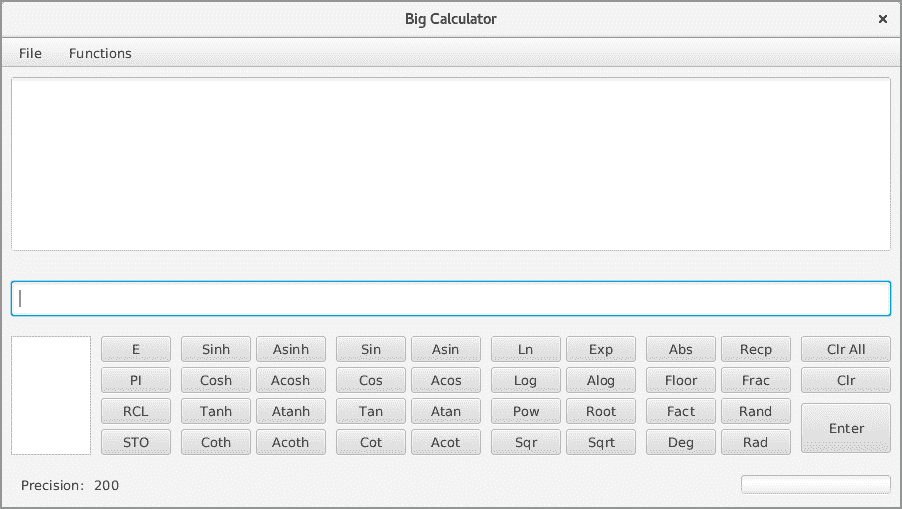 Big Calculator ×
File Functions
E Sinh Asinh Sin Asin Ln Exp Abs Recp Clr All
PI Cosh Acosh Cos Acos Log Alog Floor Frac Clr
RCL Tanh Atanh Tan Atan Pow Root Fact Rand Enter
STO Coth Acoth Cot Acot Sqr Sqrt Deg Rad
Precision: 200